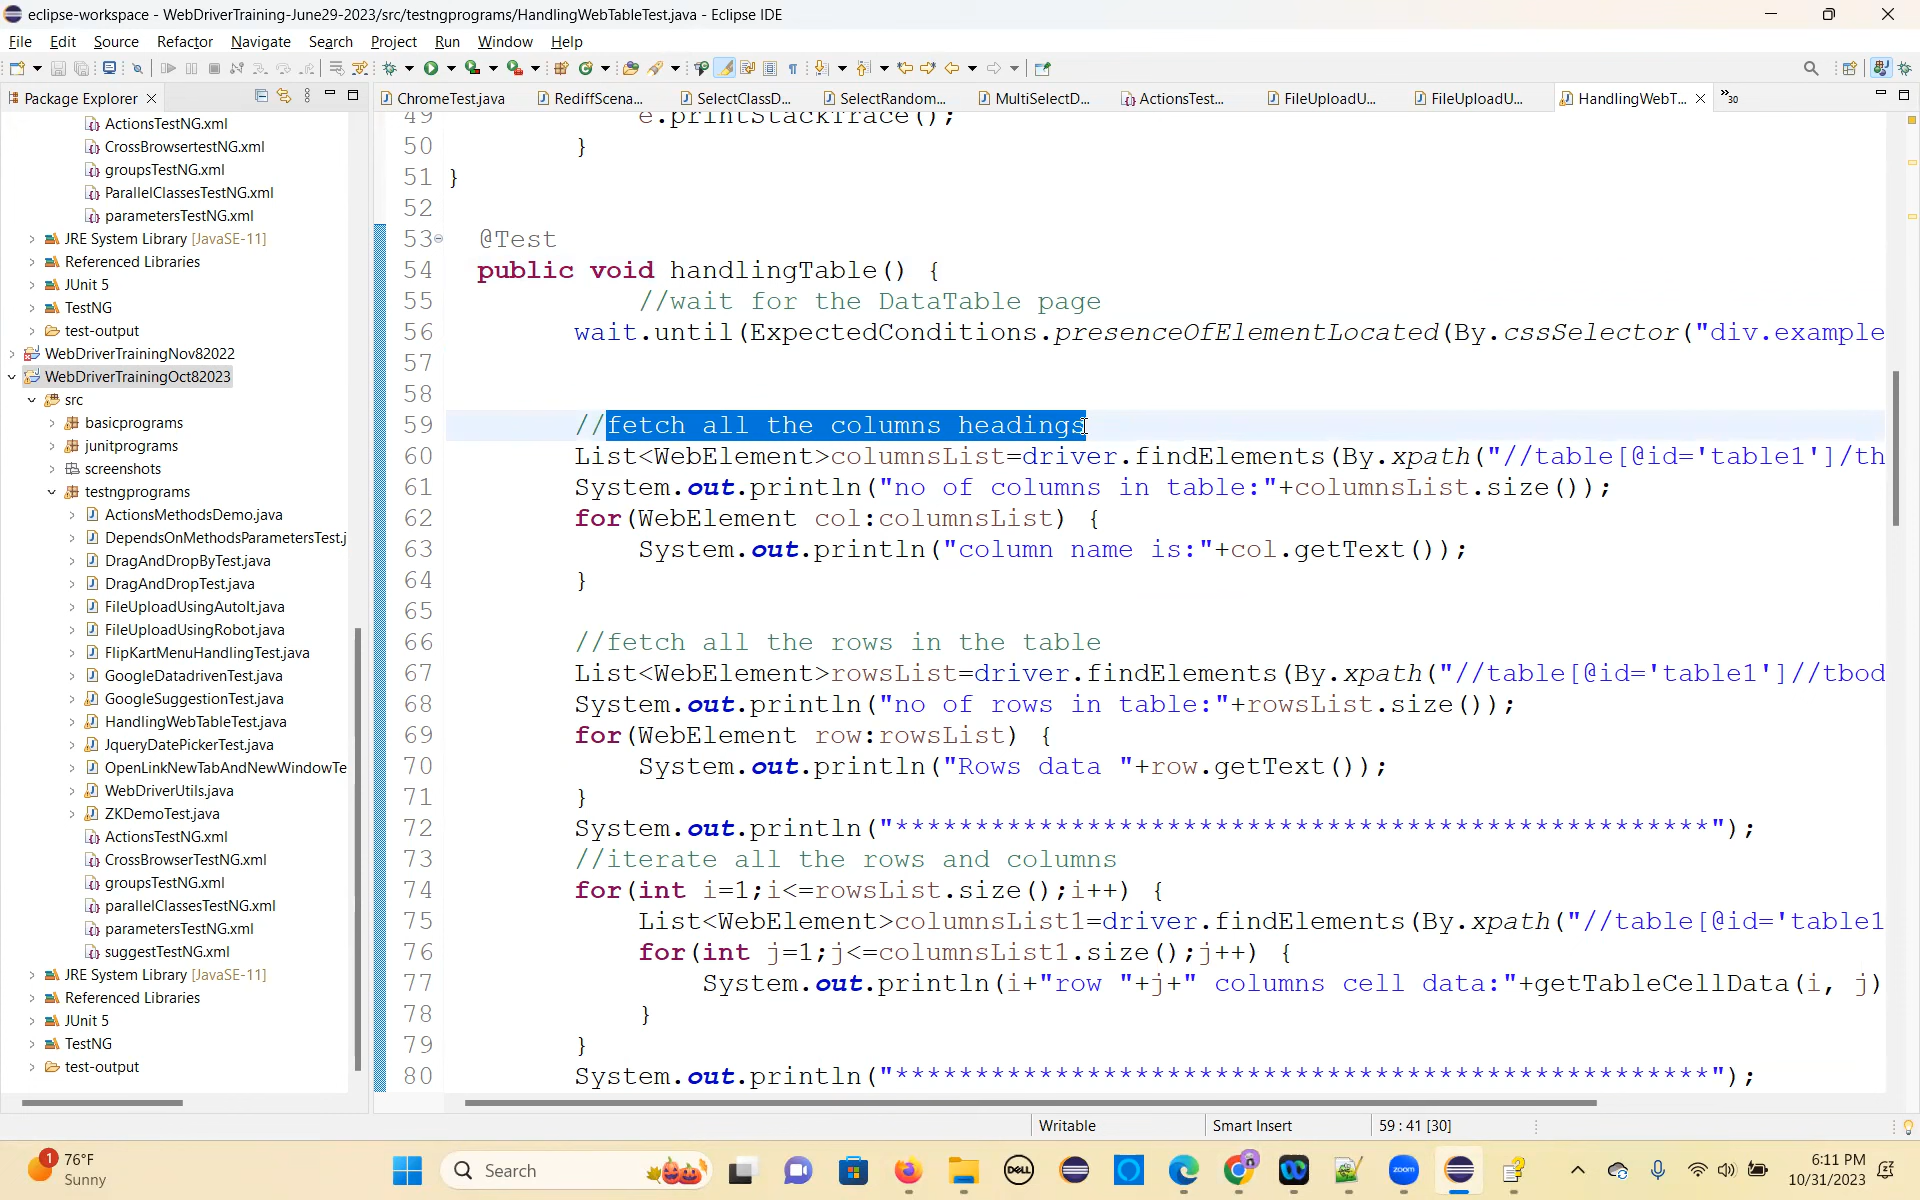 eclipse-workspace - WebDriverTraining-June29-2023/src/testngprograms/HandlingWebTableTest.java - Eclipse IDE
File Edit Source Refactor Navigate Search Project Run Window Help
Package Explorer
ChromeTest.java RediffScena... SelectClassD... SelectRandom... MultiSelectD... ActionsTest... FileUploadU... FileUploadU... HandlingWebT... »30
ActionsTestNG.xml
CrossBrowsertestNG.xml
groupsTestNG.xml
ParallelClassesTestNG.xml
parametersTestNG.xml
JRE System Library [JavaSE-11]
Referenced Libraries
JUnit 5
TestNG
test-output
WebDriverTrainingNov82022
WebDriverTrainingOct82023
src
basicprograms
junitprograms
screenshots
testngprograms
ActionsMethodsDemo.java
DependsOnMethodsParametersTest.j
DragAndDropByTest.java
DragAndDropTest.java
FileUploadUsingAutoIt.java
FileUploadUsingRobot.java
FlipKartMenuHandlingTest.java
GoogleDatadrivenTest.java
GoogleSuggestionTest.java
HandlingWebTableTest.java
JqueryDatePickerTest.java
OpenLinkNewTabAndNewWindowTe
WebDriverUtils.java
ZKDemoTest.java
ActionsTestNG.xml
CrossBrowserTestNG.xml
groupsTestNG.xml
parallelClassesTestNG.xml
parametersTestNG.xml
suggestTestNG.xml
JRE System Library [JavaSE-11]
Referenced Libraries
JUnit 5
TestNG
test-output
49 e.printStackTrace();
50 }
51 }
52
53 @Test
54 public void handlingTable() {
55 //wait for the DataTable page
56 wait.until(ExpectedConditions.presenceOfElementLocated(By.cssSelector("div.example
57
58
59 //fetch all the columns headings
60 List<WebElement>columnsList=driver.findElements(By.xpath("//table[@id='table1']/th
61 System.out.println("no of columns in table:"+columnsList.size());
62 for(WebElement col:columnsList) {
63 System.out.println("column name is:"+col.getText());
64 }
65
66 //fetch all the rows in the table
67 List<WebElement>rowsList=driver.findElements(By.xpath("//table[@id='table1']//tbod
68 System.out.println("no of rows in table:"+rowsList.size());
69 for(WebElement row:rowsList) {
70 System.out.println("Rows data "+row.getText());
71 }
72 System.out.println("***************************************************");
73 //iterate all the rows and columns
74 for(int i=1;i<=rowsList.size();i++) {
75 List<WebElement>columnsList1=driver.findElements(By.xpath("//table[@id='table1
76 for(int j=1;j<=columnsList1.size();j++) {
77 System.out.println(i+"row "+j+" columns cell data:"+getTableCellData(i, j)
78 }
79 }
80 System.out.println("***************************************************");
Writable Smart Insert 59 : 41 [30]
1 76°F
Sunny
Search
DELL
zoom
6:11 PM
10/31/2023